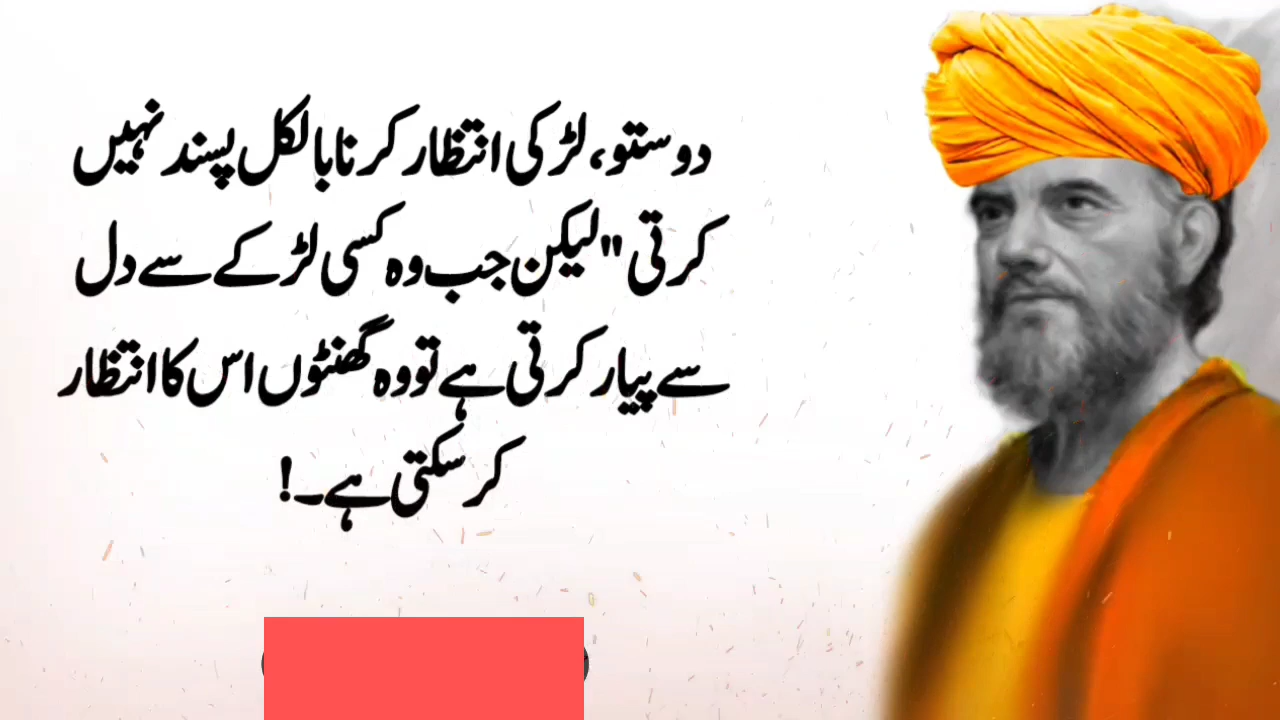 دوستو، لڑکی انتظار کرنا بالکل پسند نہیں
کرتی "لیکن جب وہ کسی لڑکے سے دل
سے پیار کرتی ہے تو وہ گھنٹوں اس کا انتظار
کر سکتی ہے۔!